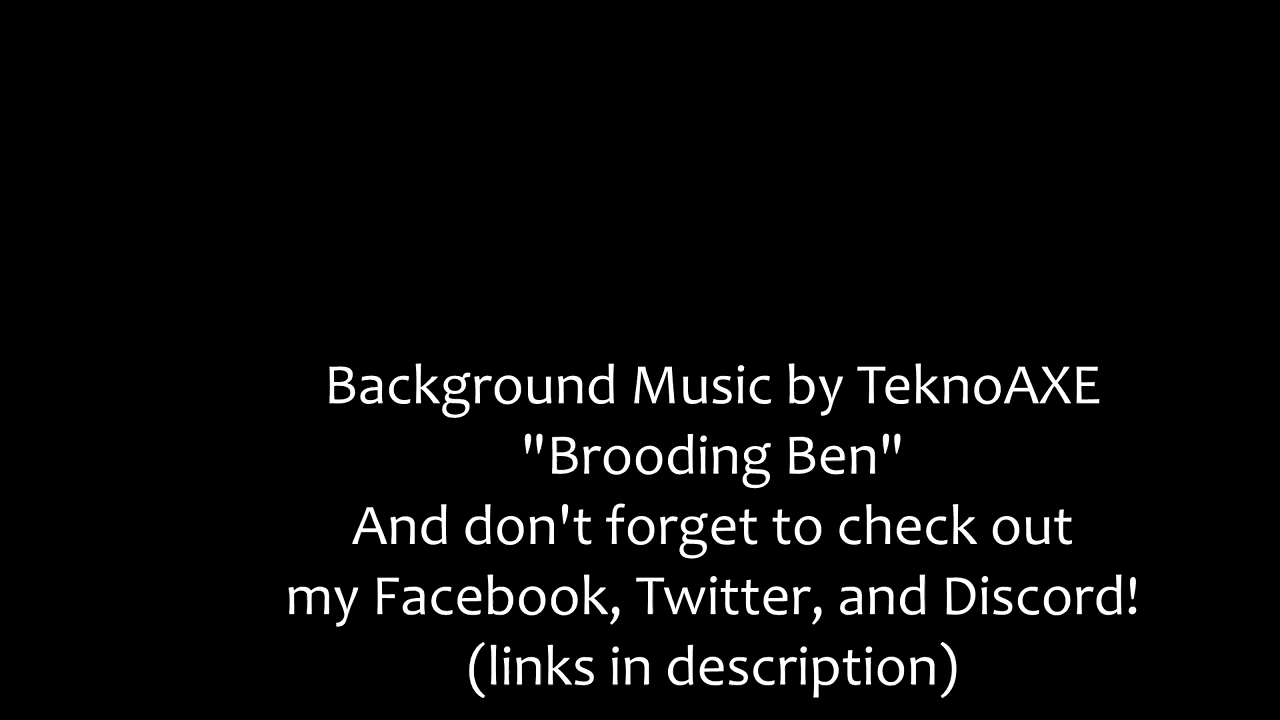 Background Music by TeknoAXE
"Brooding Ben"
And don't forget to check out
my Facebook, Twitter, and Discord!
(links in description)